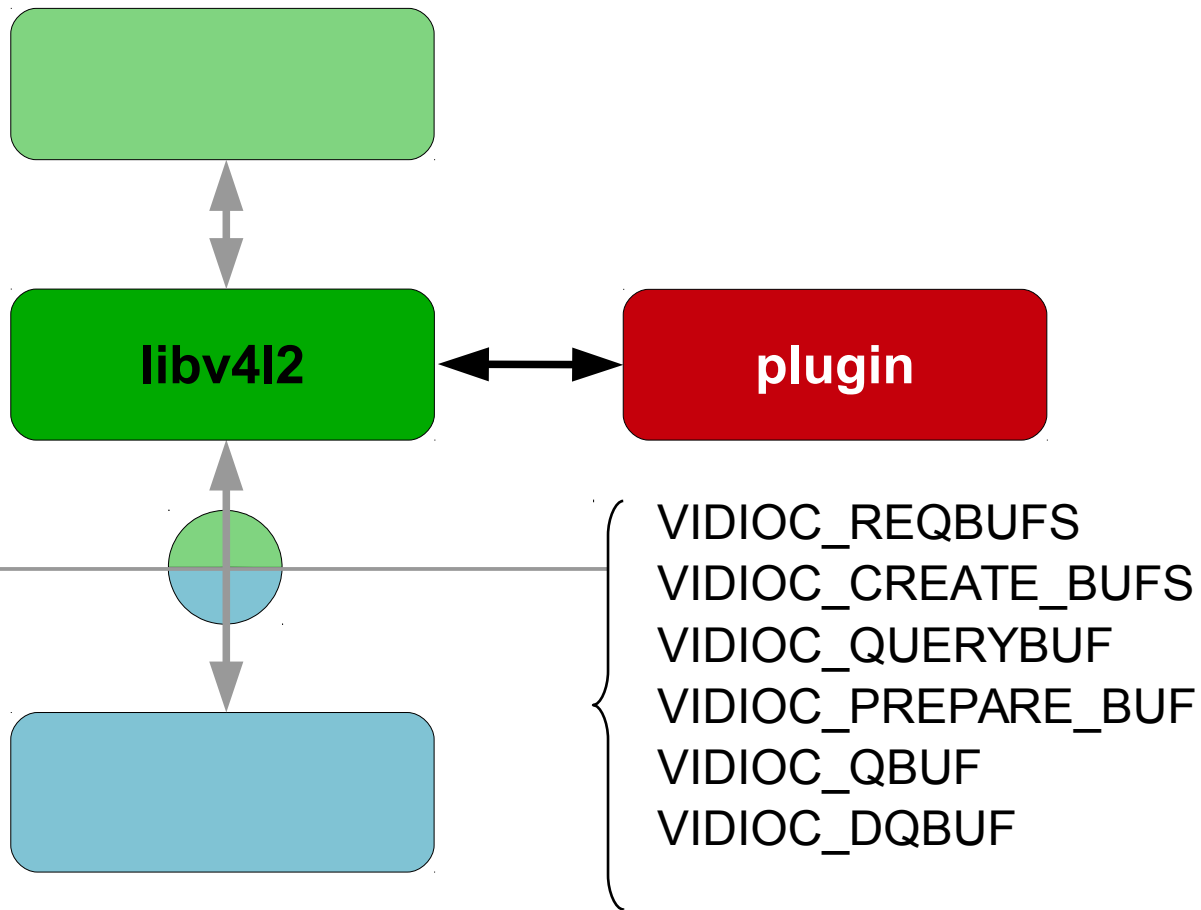 libv4l2
plugin
VIDIOC_REQBUFS
VIDIOC_CREATE_BUFS
VIDIOC_QUERYBUF
VIDIOC_PREPARE_BUF
VIDIOC_QBUF
VIDIOC_DQBUF